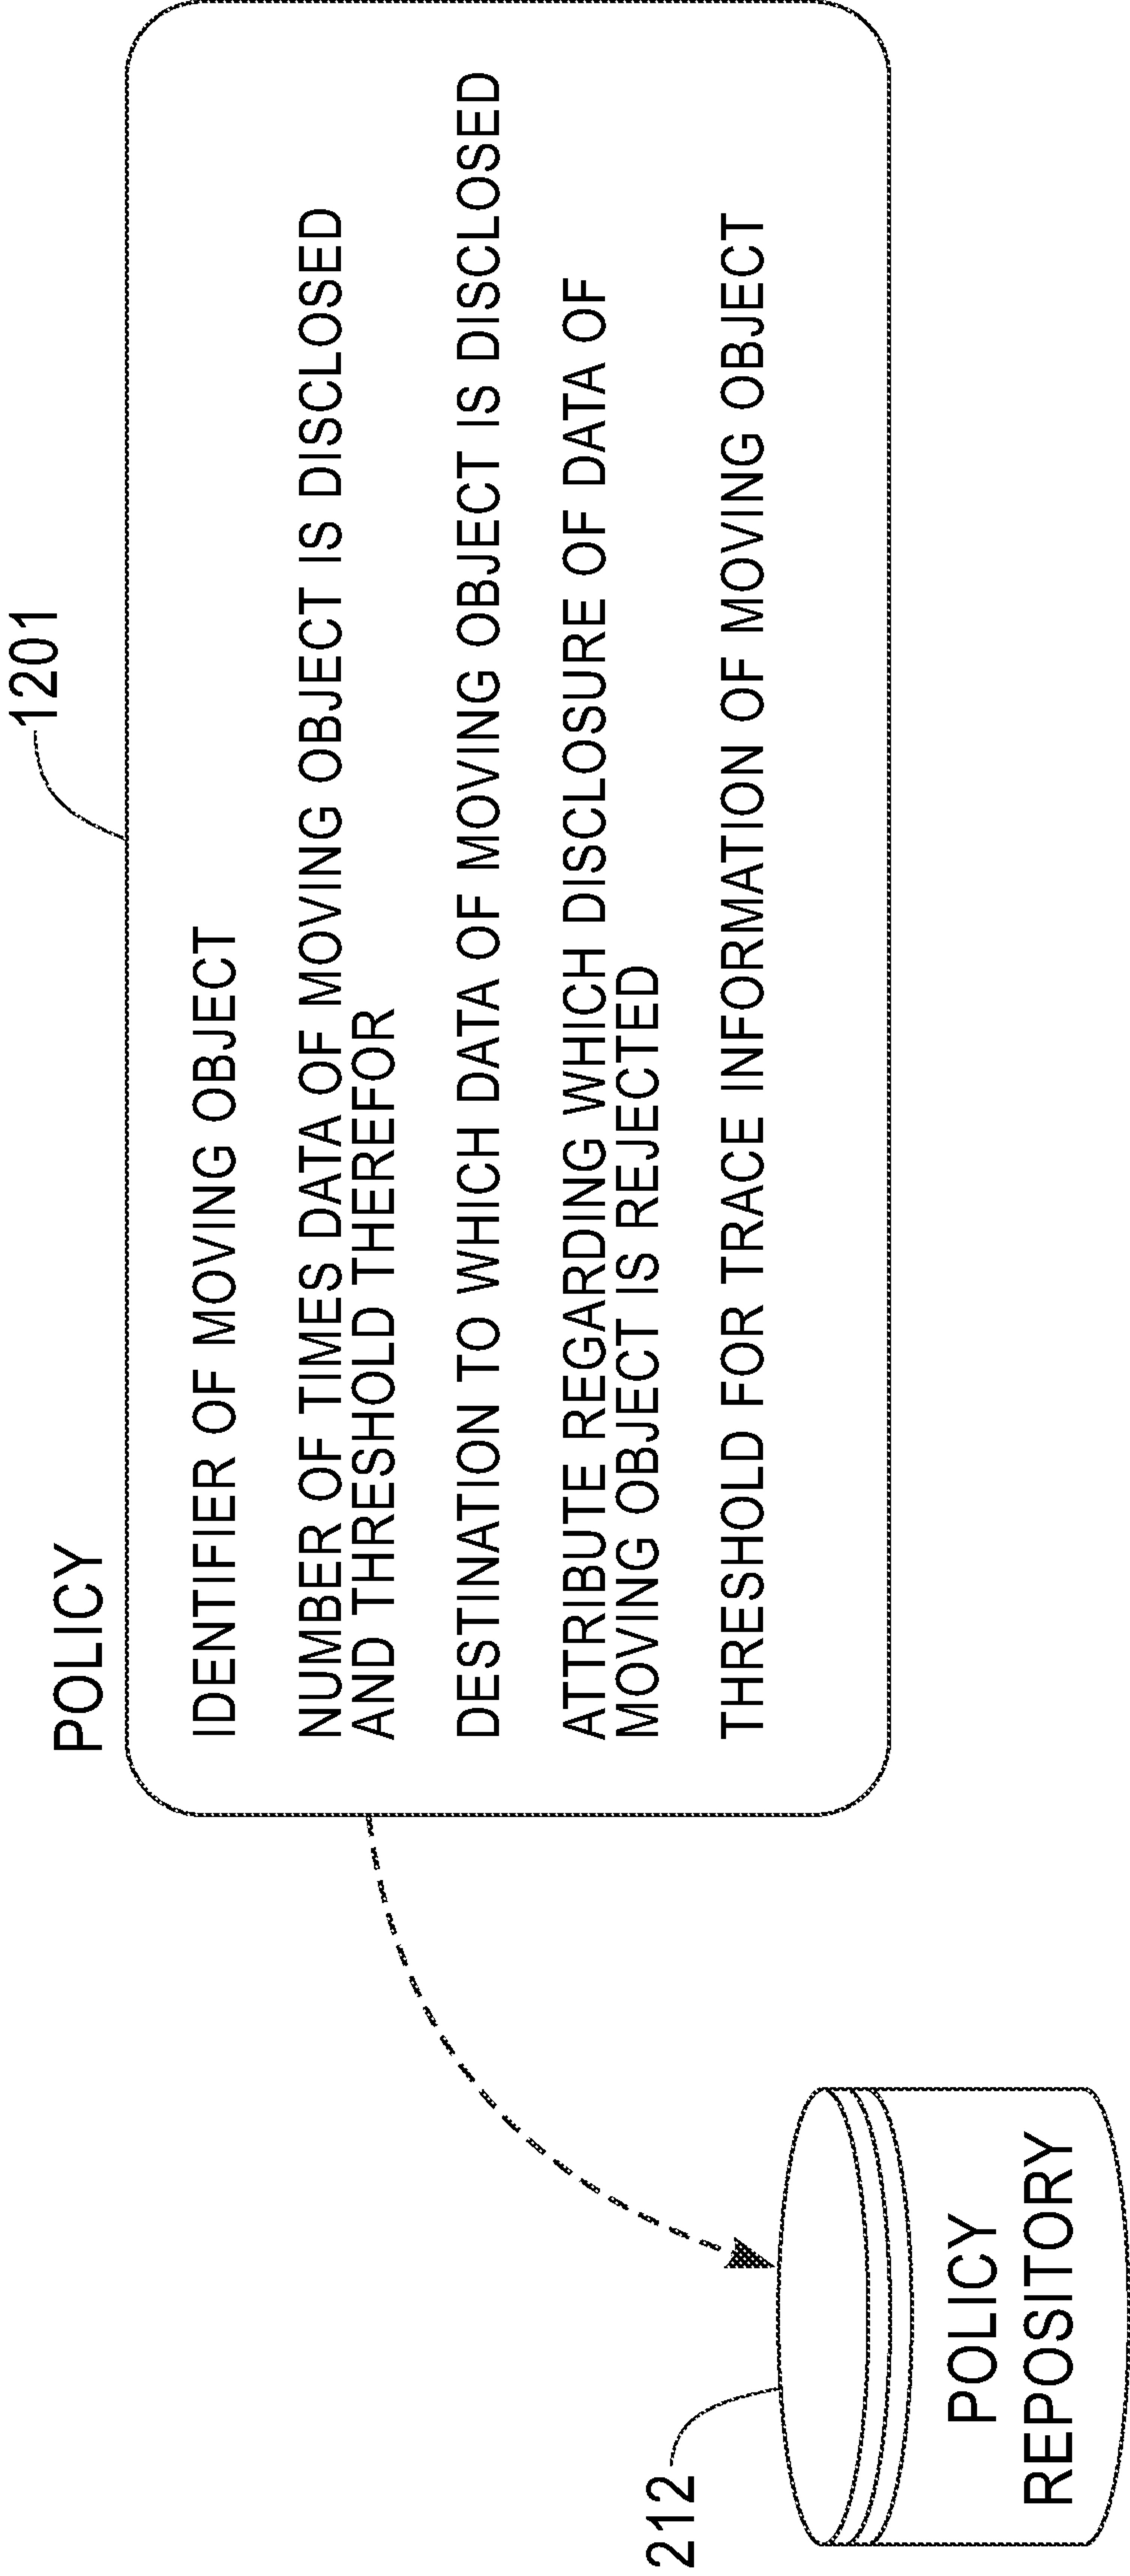 POLICY
1201
IDENTIFIER OF MOVING OBJECT
NUMBER OF TIMES DATA OF MOVING OBJECT IS DISCLOSED
AND THRESHOLD THEREFOR
DESTINATION TO WHICH DATA OF MOVING OBJECT IS DISCLOSED
ATTRIBUTE REGARDING WHICH DISCLOSURE OF DATA OF
MOVING OBJECT IS REJECTED
THRESHOLD FOR TRACE INFORMATION OF MOVING OBJECT
212
POLICY
REPOSITORY